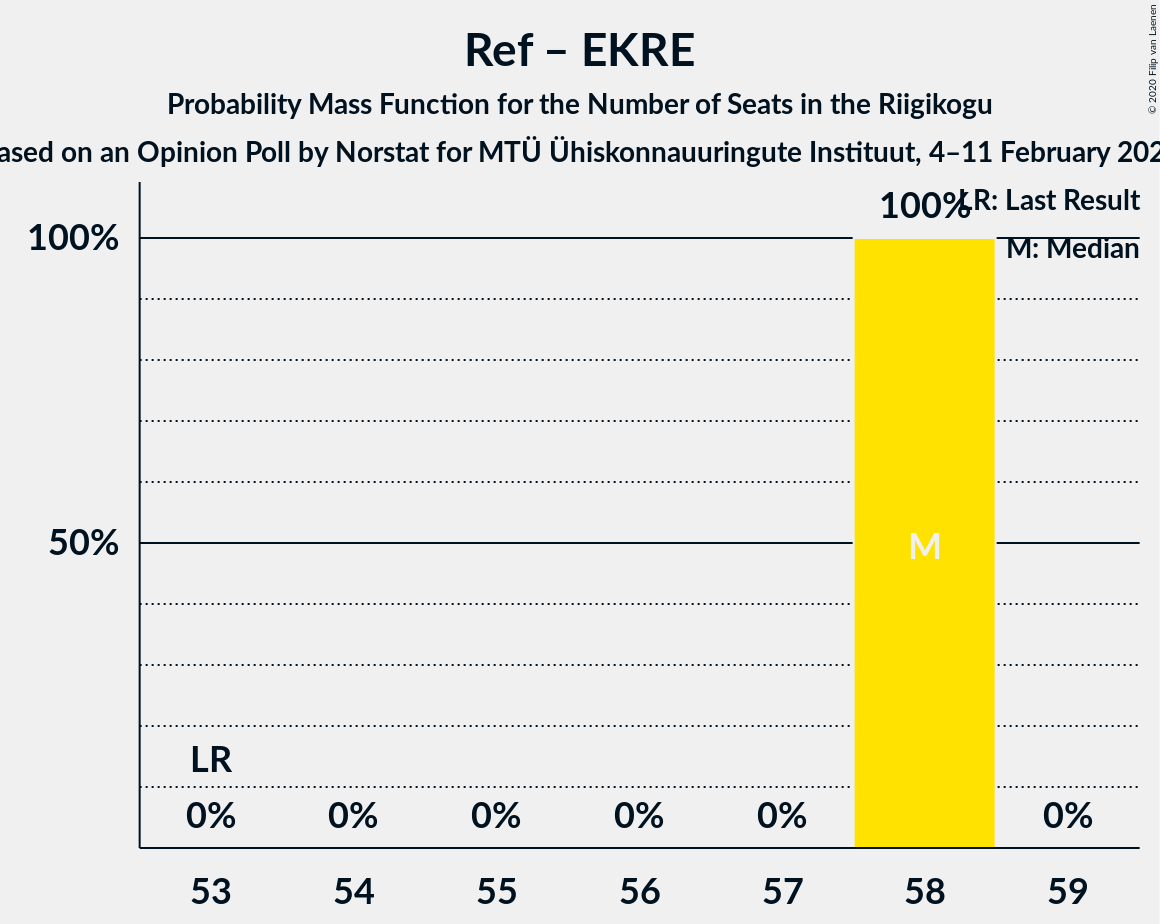 Ref – EKRE
Probability Mass Function for the Number of Seats in the Riigikogu
ased on an Opinion Poll by Norstat for MTÜ Ühiskonnauuringute Instituut, 4–11 February 202
© 2020 Filip van Laenen
LR: Last Result
M: Median
100%
100%
50%
M
LR
0% 0% 0% 0% 0% 0%
53 54 55 56 57 58 59